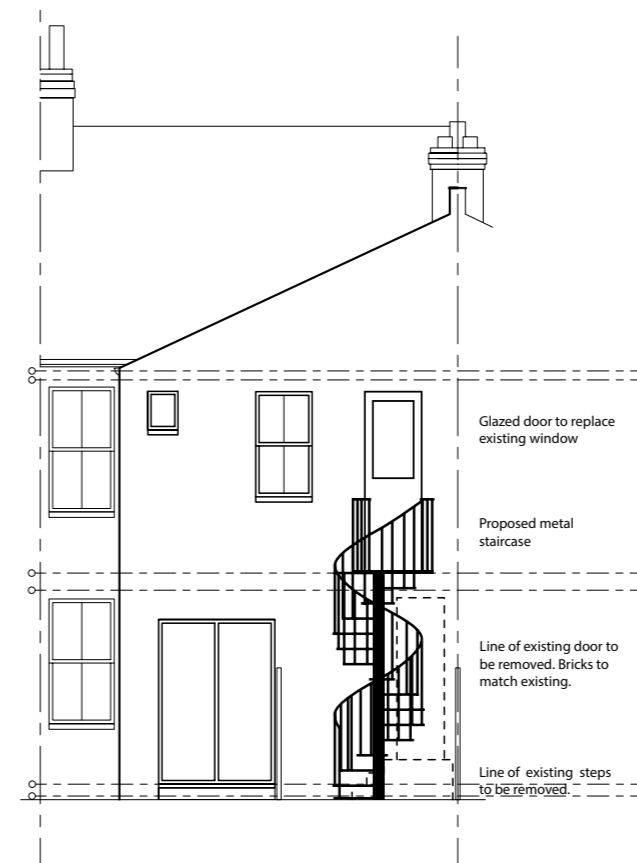 Glazed door to replace
existing window
Proposed metal
staircase
Line of existing door to
be removed. Bricks to
match existing.
Line of existing steps
to be removed.